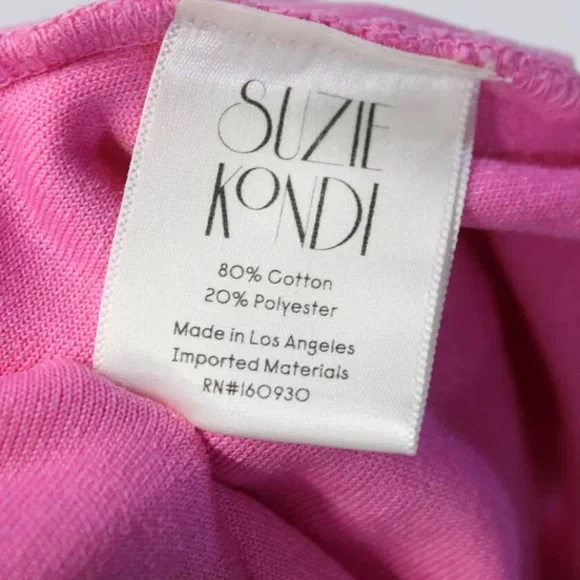 SUZIE
KONDI
80% Cotton
20% Polyester
Made in Los Angeles
Imported Materials
RN#160930